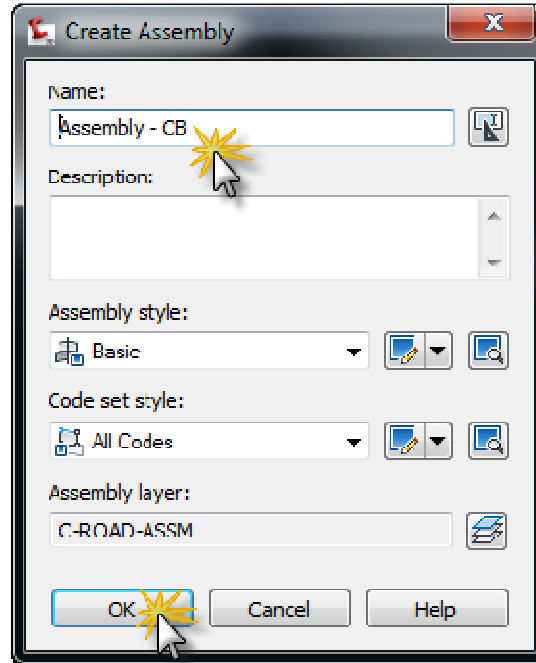 Create Assembly
Name:
Assembly - CB
Description:
Assembly style:
Basic
Code set style:
All Codes
Assembly layer:
C-ROAD-ASSM
OK Cancel Help